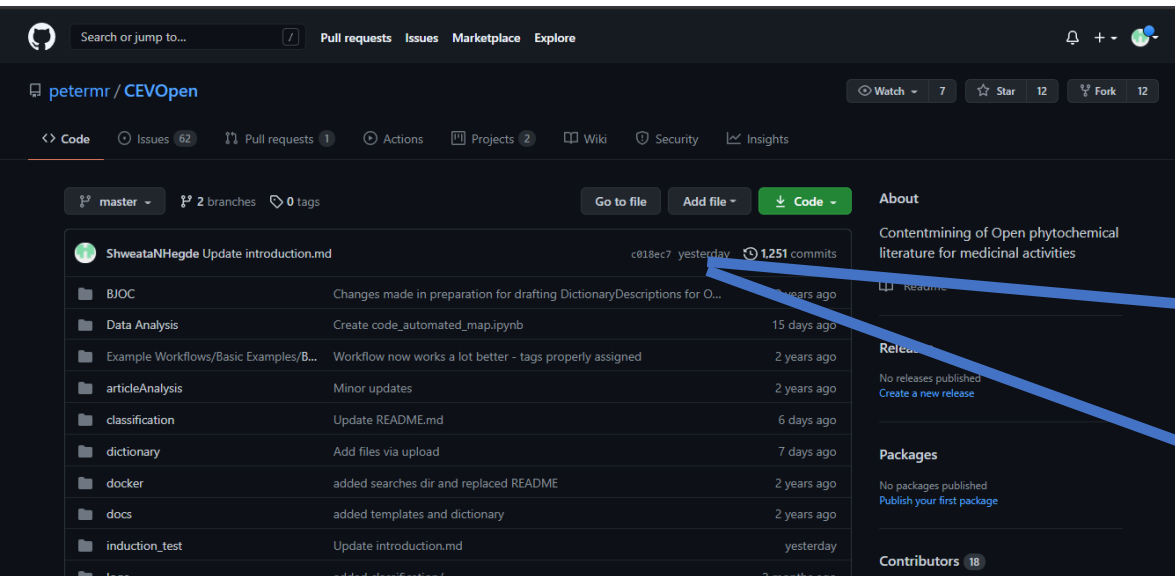 Search or jump to... / Pull requests Issues Marketplace Explore
petermr / CEVOpen Watch 7 Star 12 Fork 12
Code Issues 62 Pull requests 1 Actions Projects 2 Wiki Security Insights
master 2 branches 0 tags Go to file Add file Code
About
Contentmining of Open phytochemical
literature for medicinal activities
Readme
ShweataNHegde Update introduction.md c018ec7 yesterday 1,251 commits
BJOC Changes made in preparation for drafting DictionaryDescriptions for O... years ago
Data Analysis Create code_automated_map.ipynb 15 days ago
Example Workflows/Basic Examples/B... Workflow now works a lot better - tags properly assigned 2 years ago
articleAnalysis Minor updates 2 years ago
classification Update README.md 6 days ago
dictionary Add files via upload 7 days ago
docker added searches dir and replaced README 2 years ago
docs added templates and dictionary 2 years ago
induction_test Update introduction.md yesterday
No releases published
Create a new release
Packages
No packages published
Publish your first package
Contributors 18